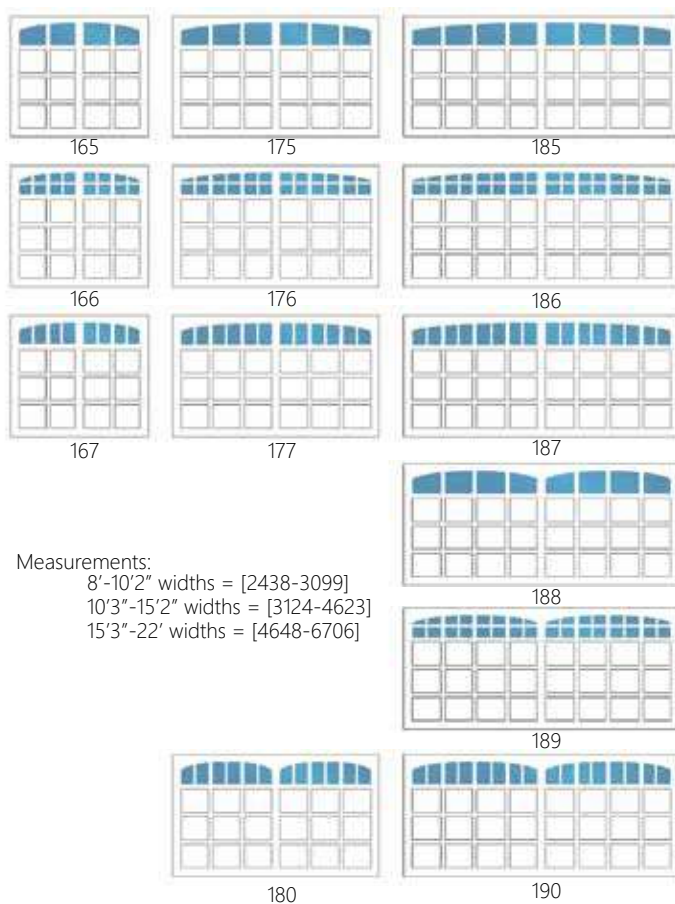 165 175 185
166 176 186
167 177 187
188
Measurements:
8′-10′2″ widths = [2438-3099]
10′3″-15′2″ widths = [3124-4623]
15′3″-22′ widths = [4648-6706]
189
180 190